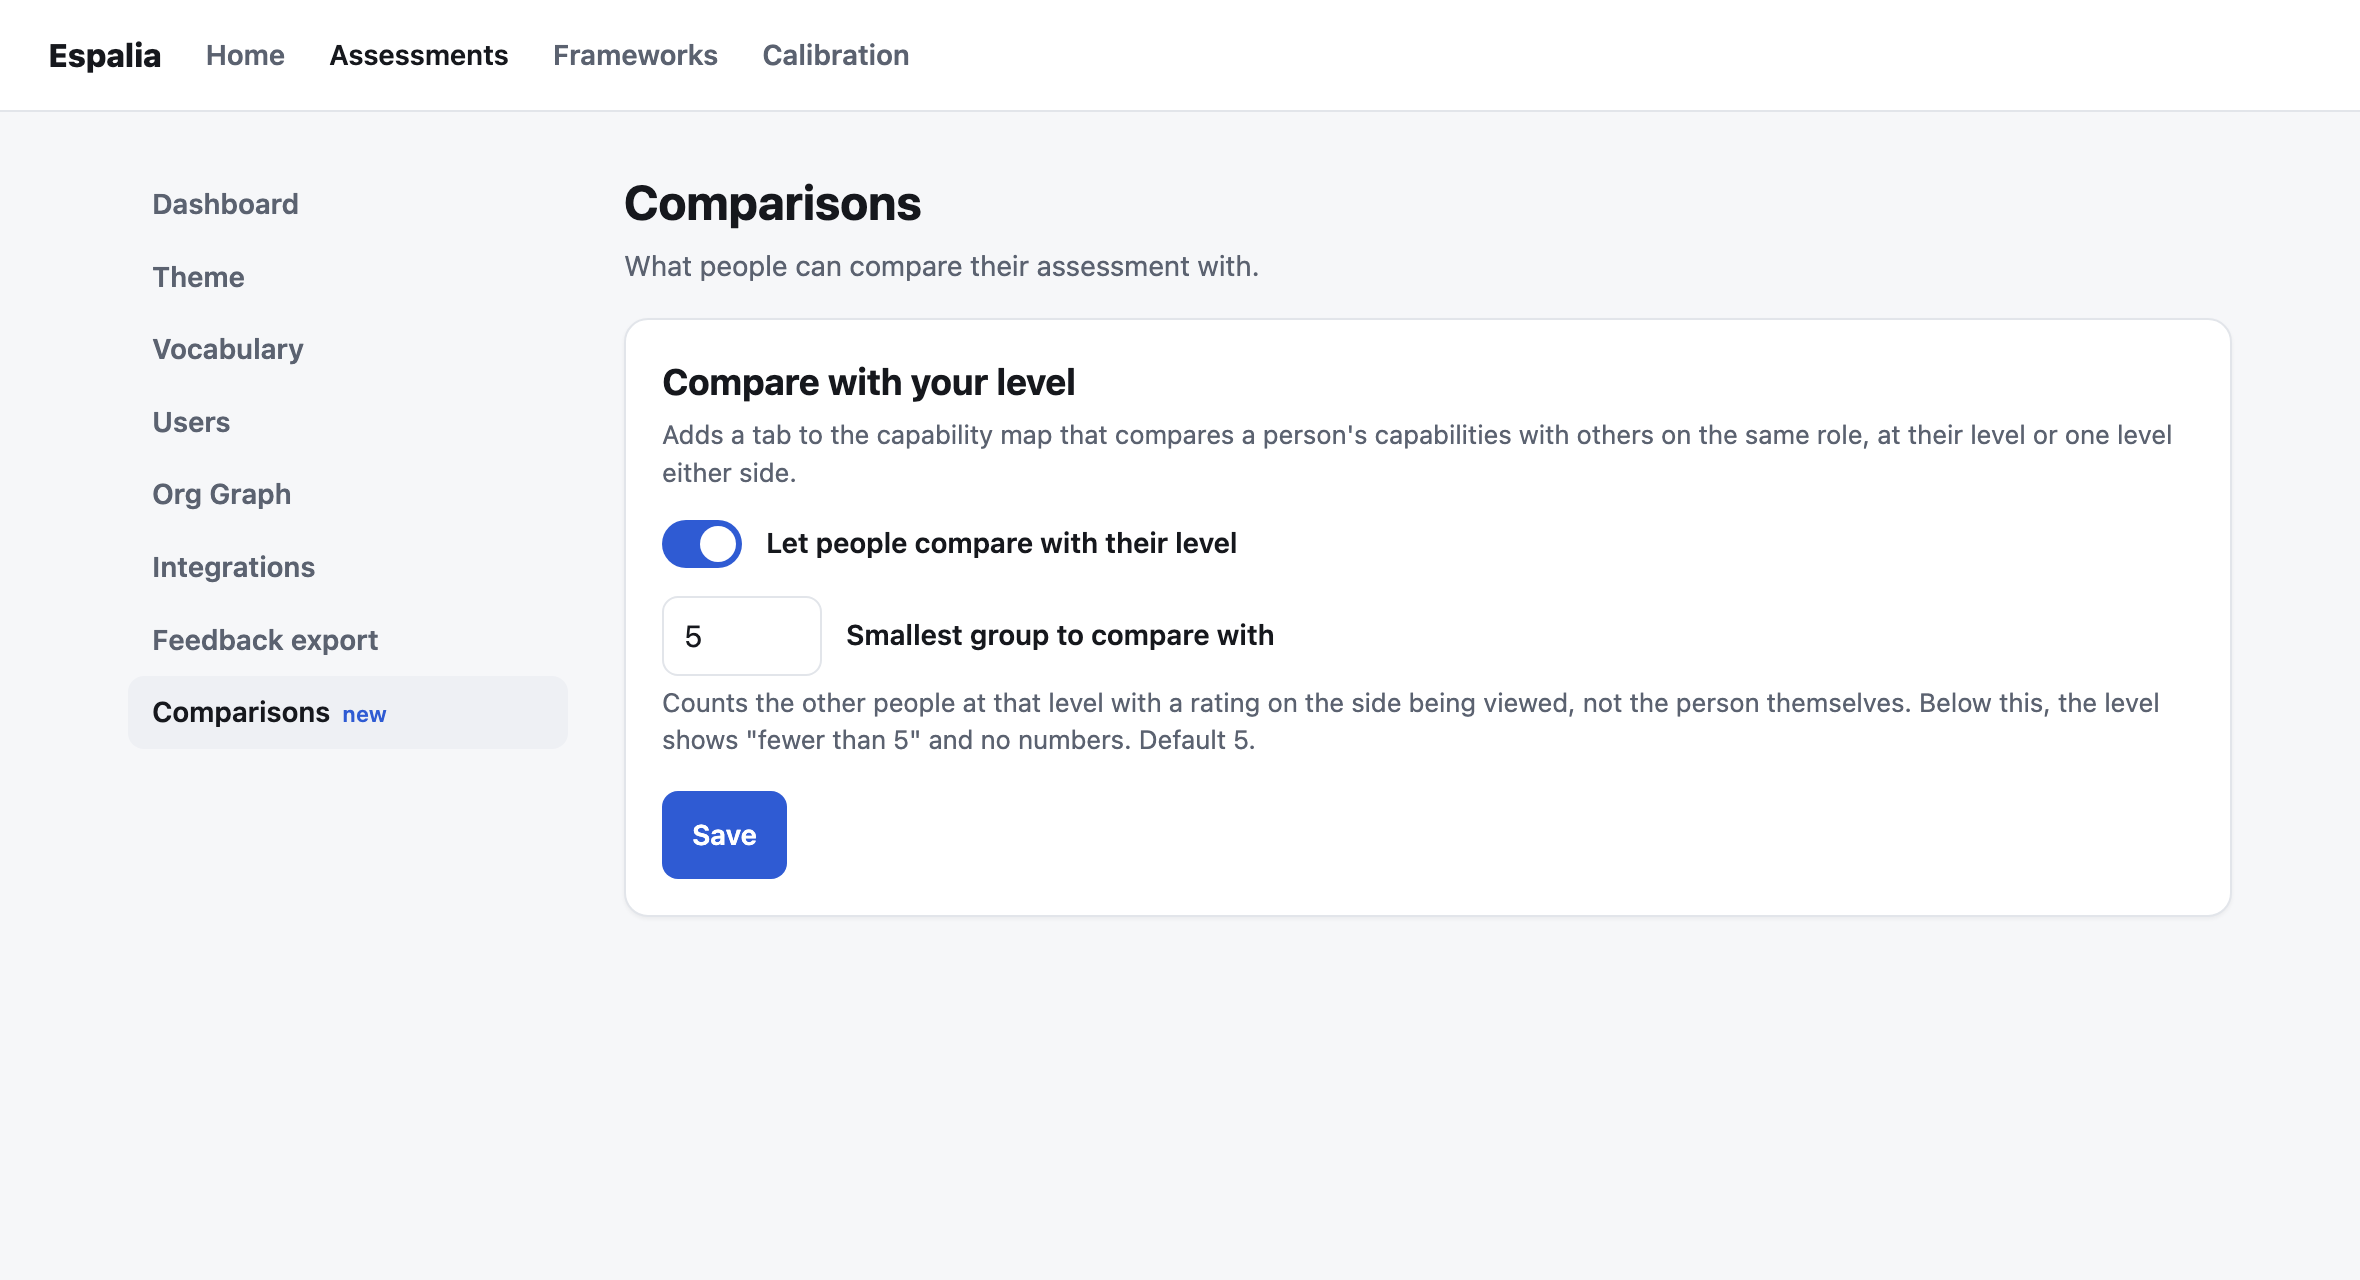 Espalia Home Assessments Frameworks Calibration
Dashboard
Theme
Vocabulary
Users
Org Graph
Integrations
Feedback export
Comparisons new
Comparisons
What people can compare their assessment with.
Compare with your level
Adds a tab to the capability map that compares a person's capabilities with others on the same role, at their level or one level
either side.
Let people compare with their level
5 Smallest group to compare with
Counts the other people at that level with a rating on the side being viewed, not the person themselves. Below this, the level
shows "fewer than 5" and no numbers. Default 5.
Save